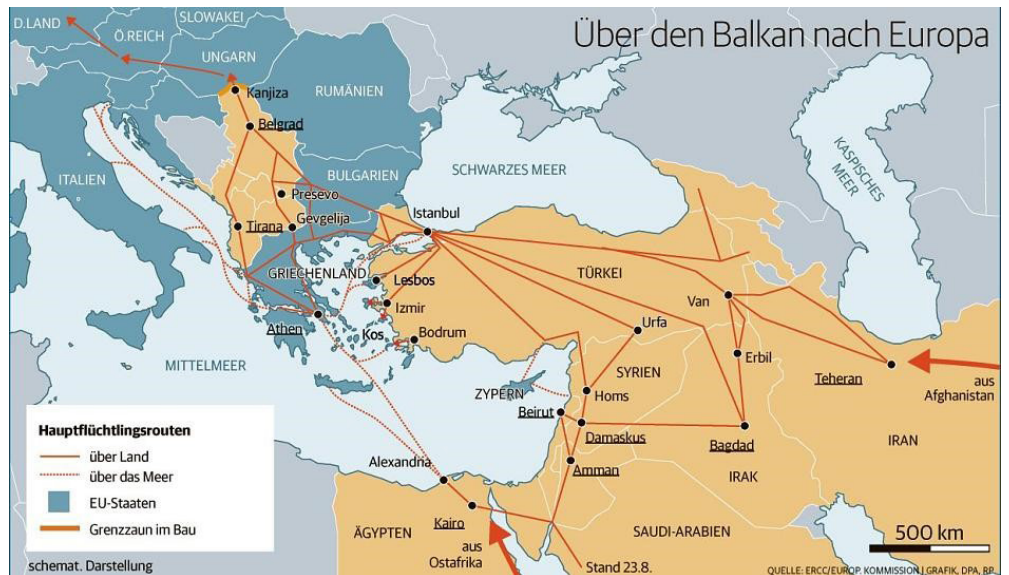 Über den Balkan nach Europa
D.LAND
SLOWAKEI
Ö.REICH
UNGARN
Kanjiza
RUMÄNIEN
Belgrad
ITALIEN
BULGARIEN
SCHWARZES MEER
KASPISCHES
MEER
Presevo
Tirana
Gevgelija
Istanbul
GRIECHENLAND
Lesbos
TÜRKEI
Izmir
Van
Athen
Kos
Bodrum
Urfa
MITTELMEER
Erbil
SYRIEN
Teheran
aus
Afghanistan
ZYPERN
Homs
Beirut
Damaskus
Bagdad
IRAN
Amman
IRAK
Alexandria
Kairo
ÄGYPTEN
aus
Ostafrika
SAUDI-ARABIEN
500 km
Hauptflüchtlingsrouten
über Land
über das Meer
EU-Staaten
Grenzzaun im Bau
schemat. Darstellung
Stand 23.8.
QUELLE: ERCC/EUROP. KOMMISSION | GRAFIK, DPA, RP